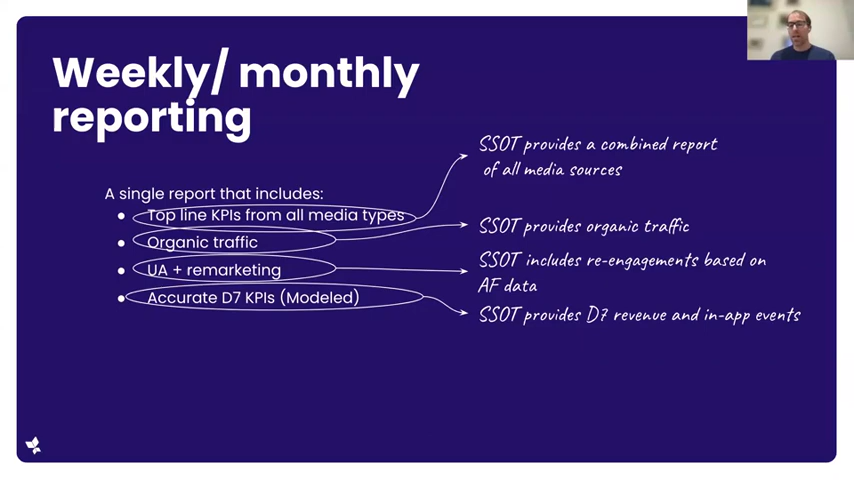 Weekly/ monthly
reporting
A single report that includes:
● Top line KPIs from all media types
● Organic traffic
● UA + remarketing
● Accurate D7 KPIs (Modeled)
SSOT provides a combined report
of all media sources
SSOT provides organic traffic
SSOT includes re-engagements based on
AF data
SSOT provides D7 revenue and in-app events